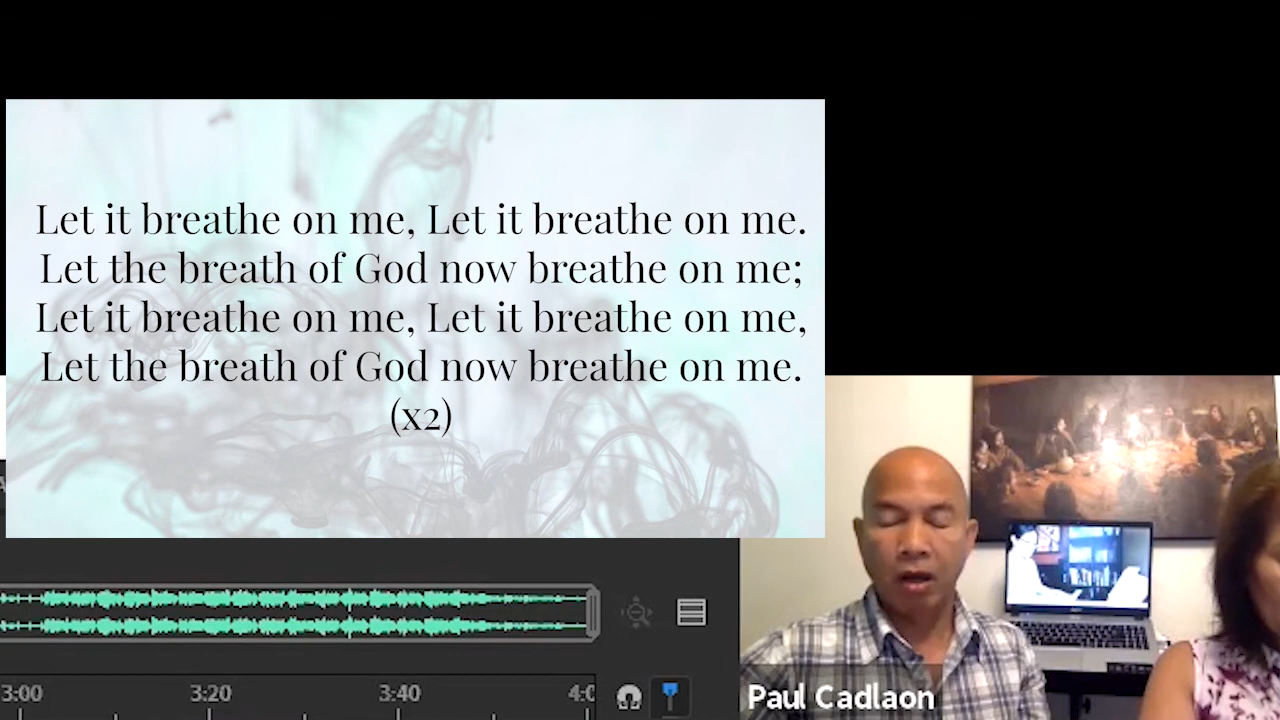 Let it breathe on me, Let it breathe on me.
Let the breath of God now breathe on me;
Let it breathe on me, Let it breathe on me,
Let the breath of God now breathe on me.
(x2)
3:00
3:20
3:40
Paul Cadlaon